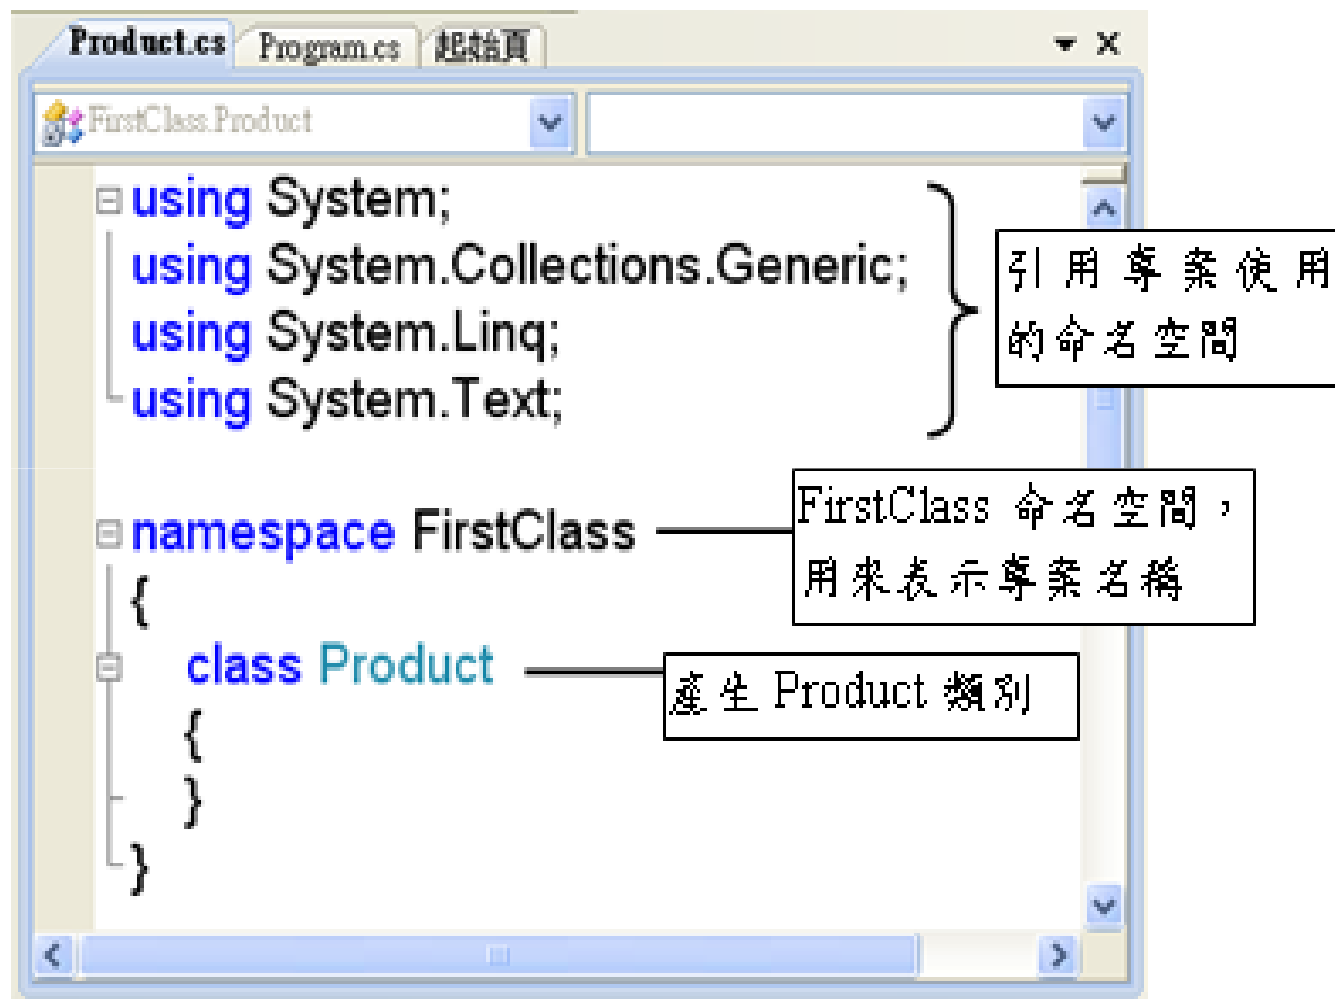 Product.cs Program.cs 起始頁
FirstClass.Product
using System;
using System.Collections.Generic;
using System.Linq;
using System.Text;
引用專案使用
的命名空間
namespace FirstClass
FirstClass 命名空間，
用來表示專案名稱
{
class Product
產生 Product 類別
{
}
}